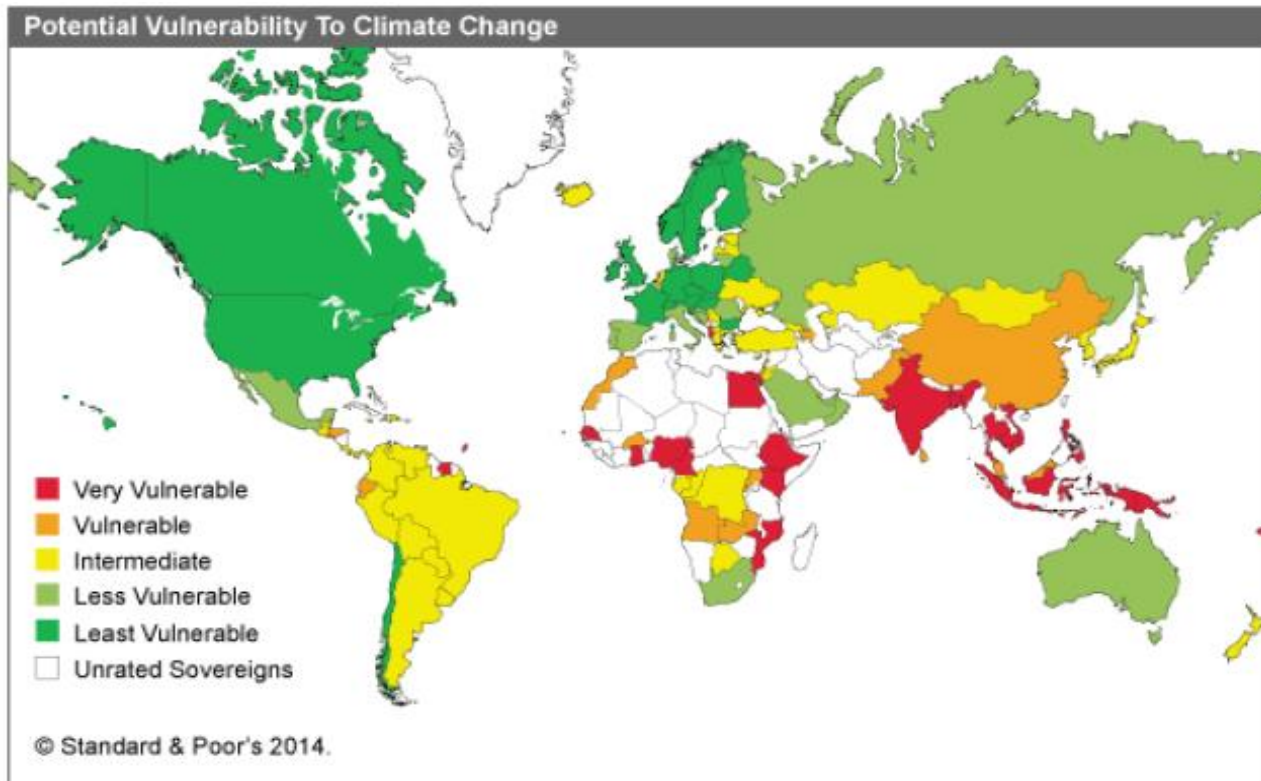 Potential Vulnerability To Climate Change
Very Vulnerable
Vulnerable
Intermediate
Less Vulnerable
Least Vulnerable
Unrated Sovereigns
© Standard & Poor's 2014.